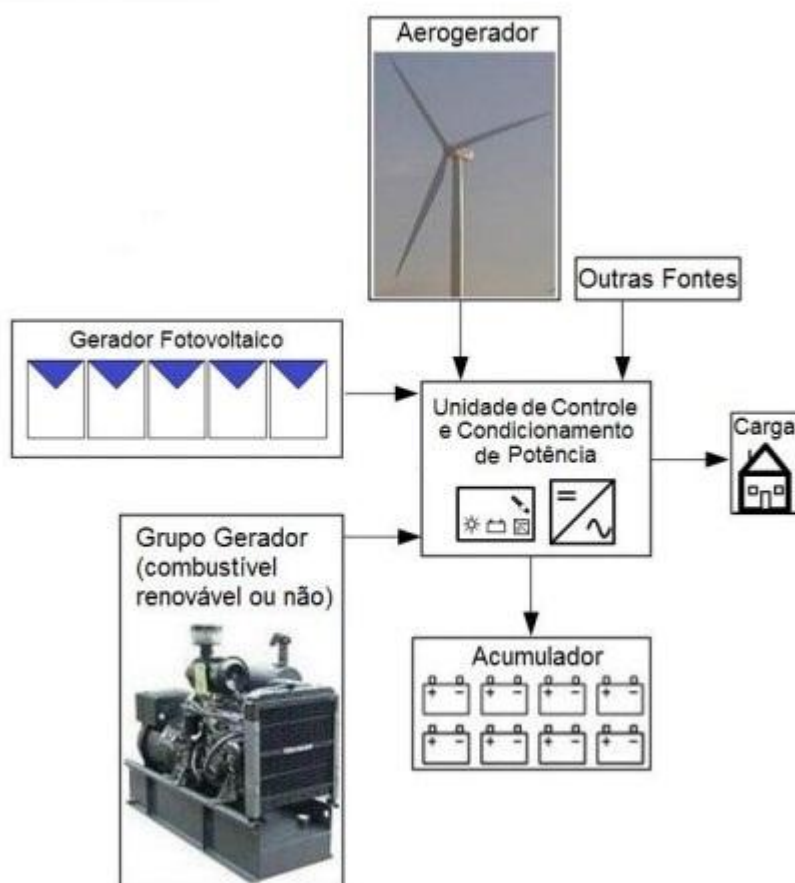 Aerogerador
Outras Fontes
Gerador Fotovoltaico
Unidade de Controle
e Condicionamento
de Potência
Carga
Grupo Gerador
(combustível
renovável ou não)
Acumulador
+ - + - + - + -
+ - + - + - + -